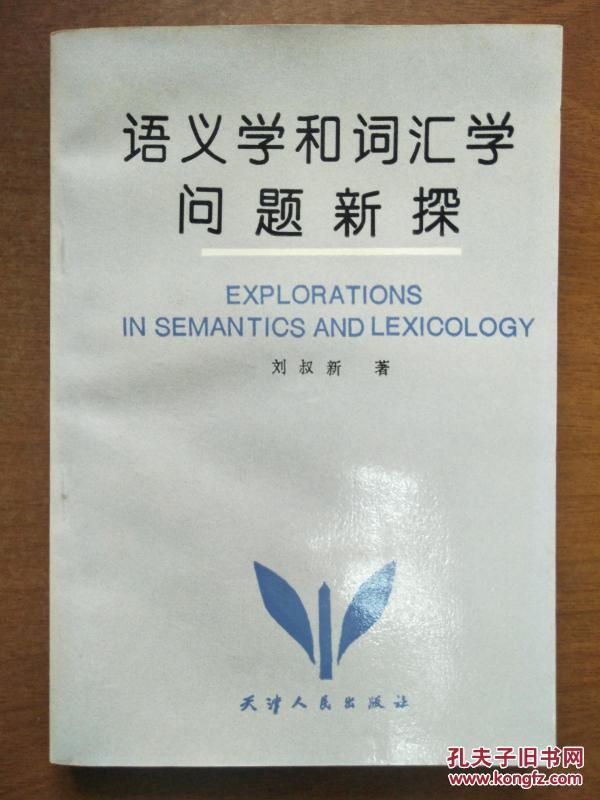 语义学和词汇学
问题新探
EXPLORATIONS
IN SEMANTICS AND LEXICOLOGY
刘叔新 著
天津人民出版社
孔夫子旧书网
www.kongfz.com